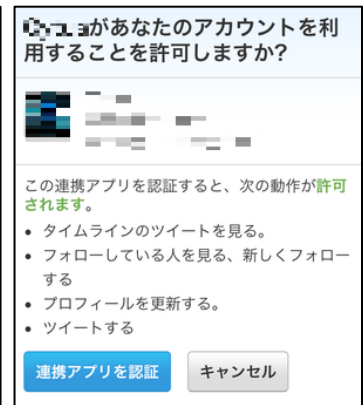 があなたのアカウントを利
用することを許可しますか?
この連携アプリを認証すると、次の動作が許可
されます。
• タイムラインのツイートを見る。
• フォローしている人を見る、新しくフォロー
する
• プロフィールを更新する。
• ツイートする
連携アプリを認証
キャンセル